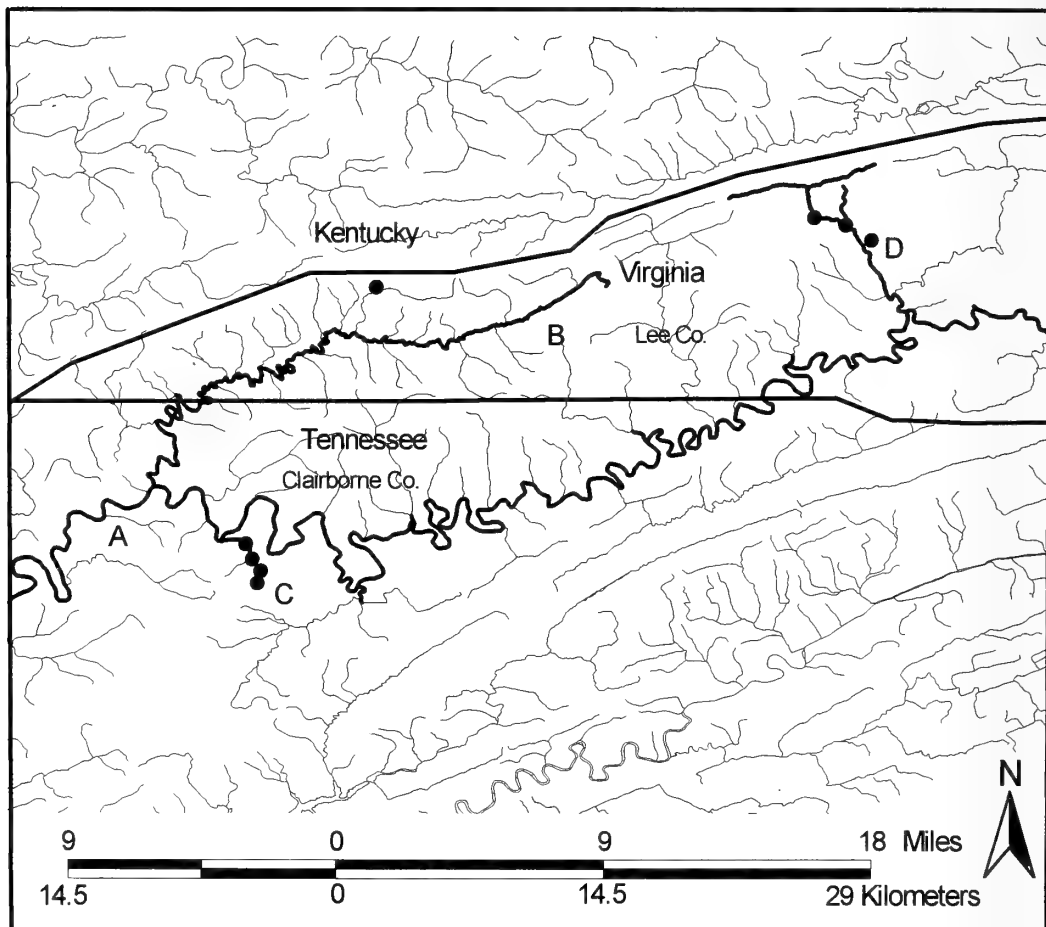 Kentucky
Virginia
D
B
Lee Co.
Tennessee
Clairborne Co.
A
C
N
9 0 9 18 Miles
14.5 0 14.5 29 Kilometers